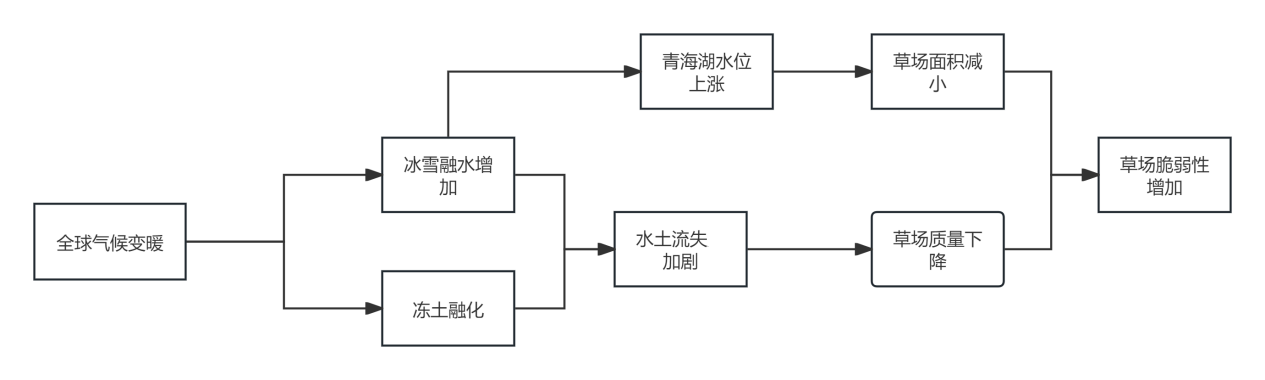 青海湖水位
上涨
草场面积减
小
冰雪融水增
加
草场脆弱性
增加
全球气候变暖
水土流失
加剧
草场质量下
降
冻土融化